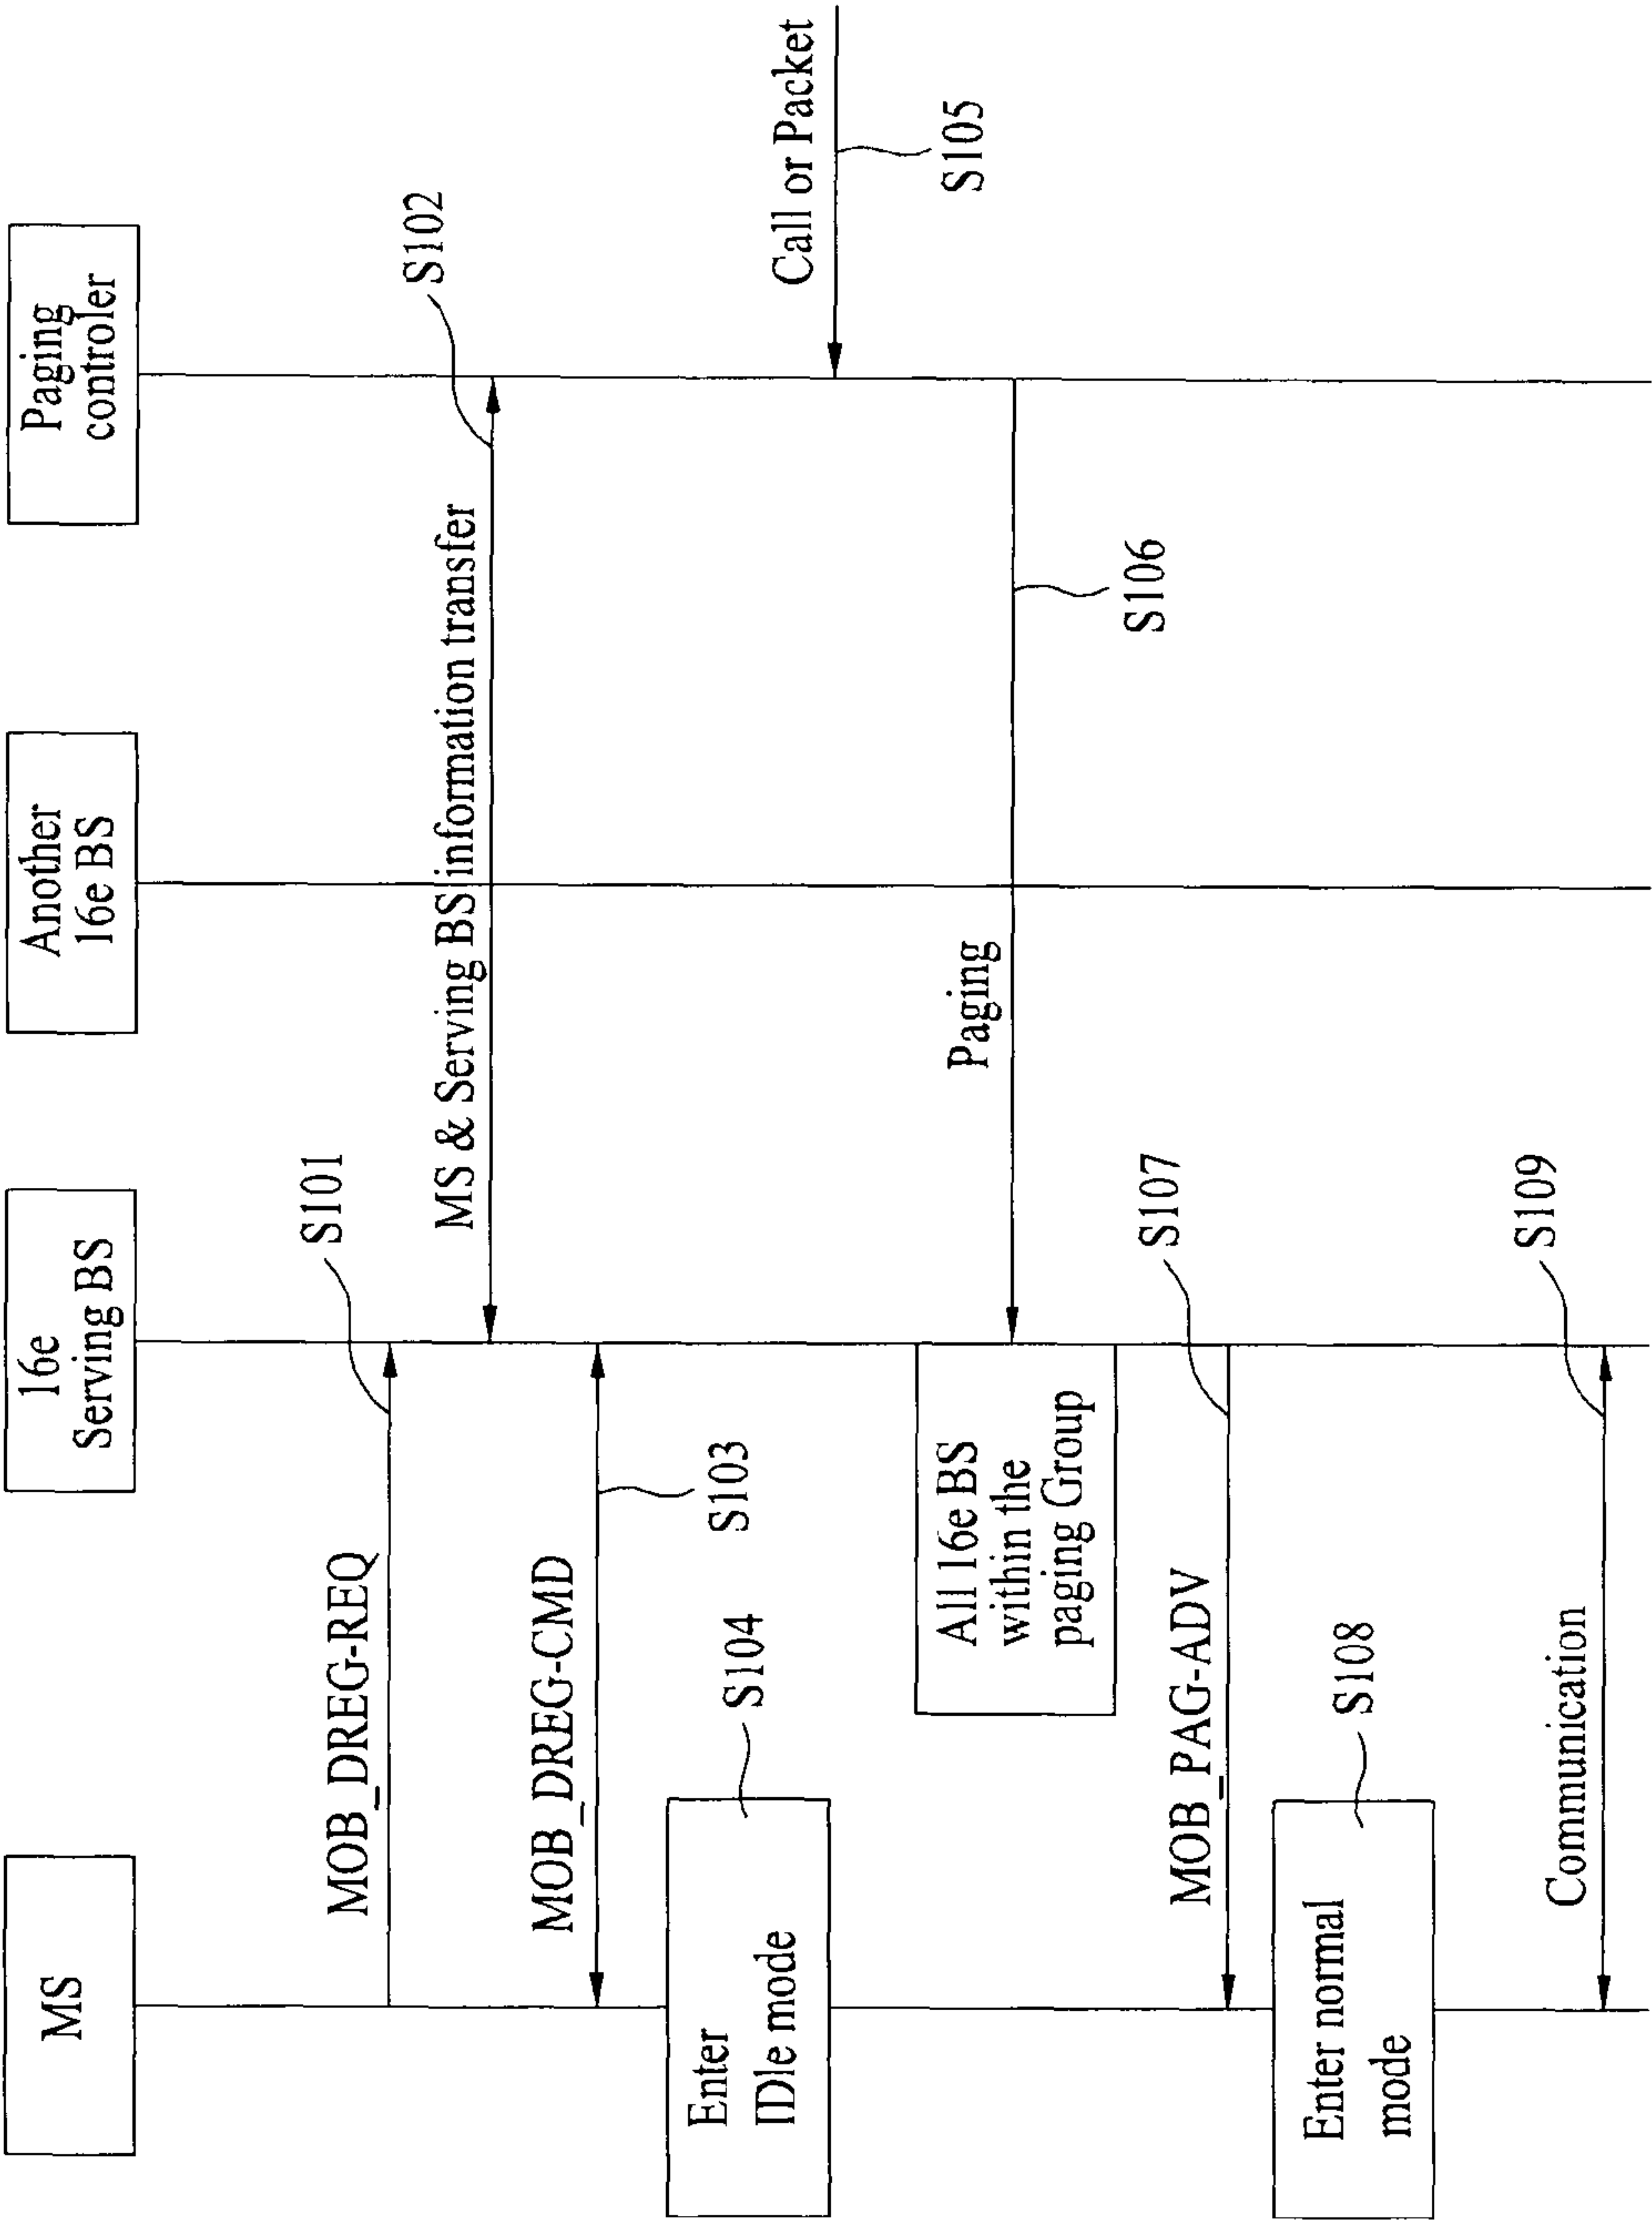 MS
16e
Serving BS
Another
16e BS
Paging
controler
S101
MOB_DREG-REQ
S102
MS & Serving BS information transfer
MOB_DREG-CMD
S103
S104
Enter
IDle mode
Call or Packet
S105
Paging
S106
All 16e BS
within the
paging Group
S107
MOB_PAG-ADV
S108
Enter normal
mode
S109
Communication